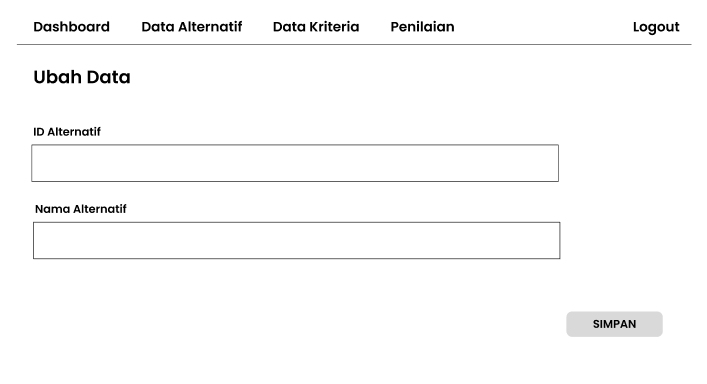 Dashboard Data Alternatif Data Kriteria Penilaian Logout
Ubah Data
ID Alternatif
Nama Alternatif
SIMPAN